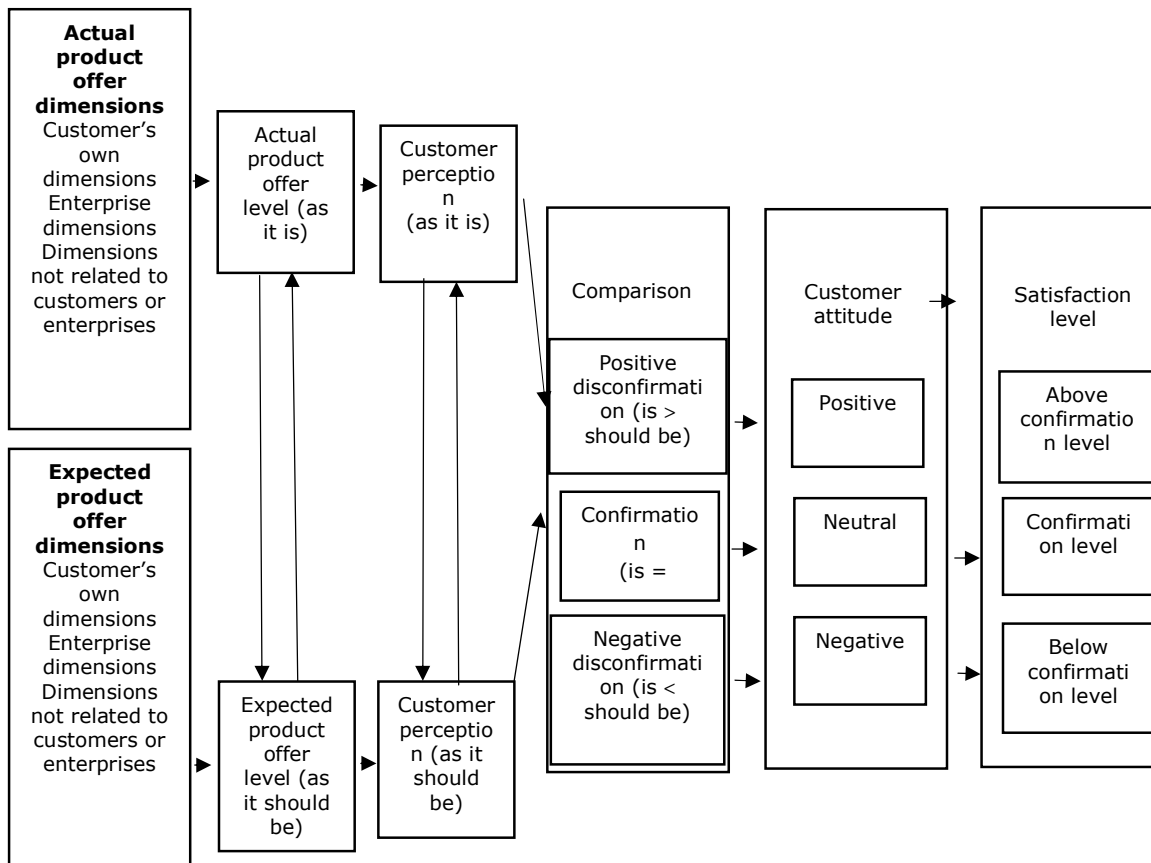 Actual
product
offer
dimensions
Customer’s
own
dimensions
Enterprise
dimensions
Dimensions
not related to
customers or
enterprises
Actual
product
offer
level (as
it is)
Customer
perceptio
n
(as it is)
Expected
product
offer
dimensions
Customer’s
own
dimensions
Enterprise
dimensions
Dimensions
not related to
customers or
enterprises
Expected
product
offer
level (as
it should
be)
Customer
perceptio
n (as it
should
be)
Comparison
Positive
disconfirmati
on (is >
should be)
Confirmatio
n
(is =
Negative
disconfirmati
on (is <
should be)
Customer
attitude
Positive
Neutral
Negative
Satisfaction
level
Above
confirmatio
n level
Confirmati
on level
Below
confirmati
on level